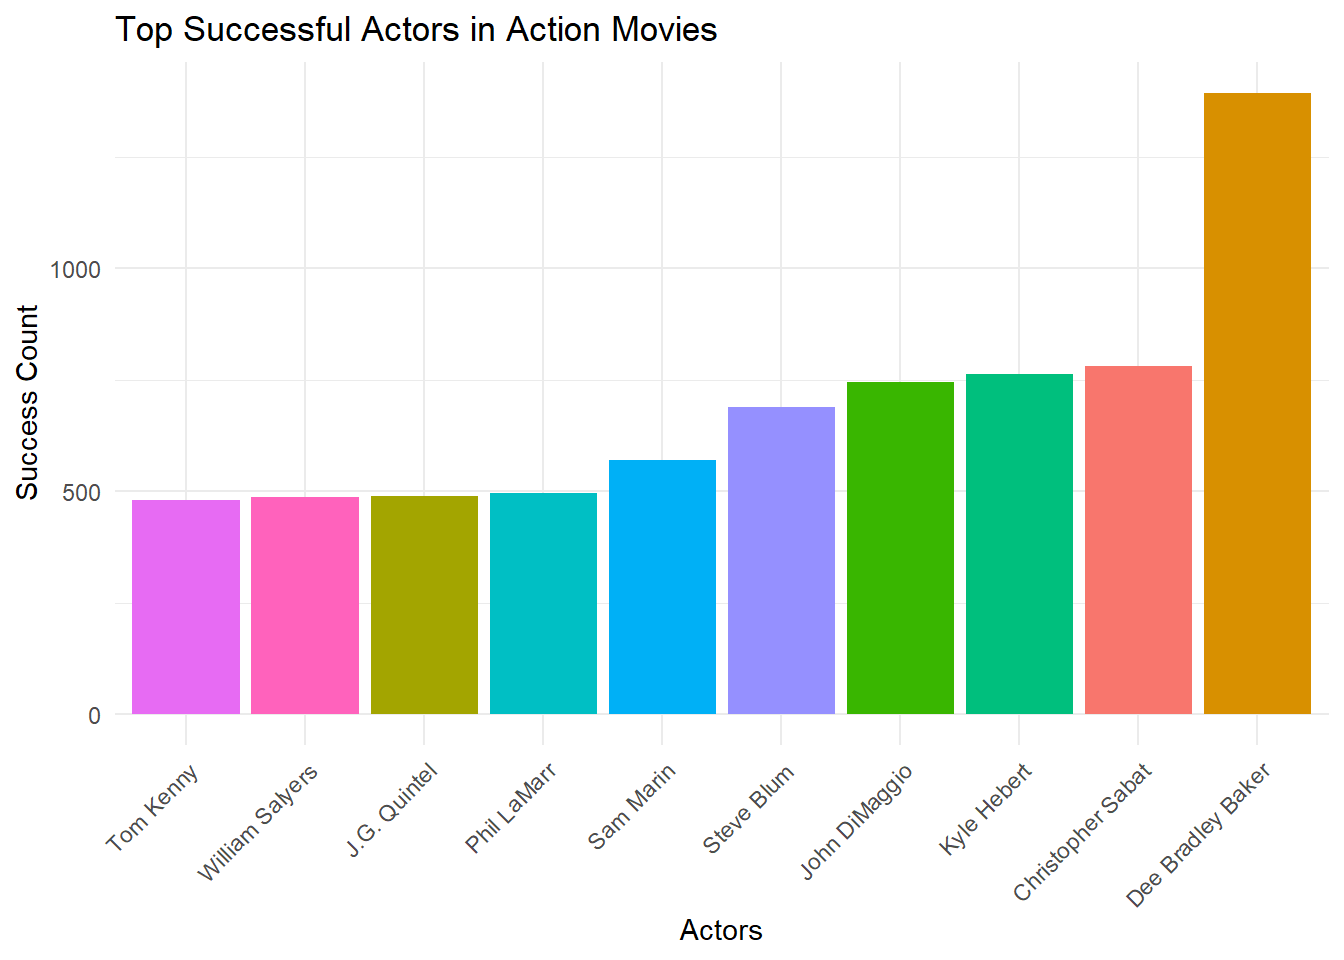 Top Successful Actors in Action Movies
Success Count
1000
500
0
Tom Kenny
William Salyers
J.G. Quintel
Phil LaMarr
Sam Marin
Steve Blum
John DiMaggio
Kyle Hebert
Christopher Sabat
Dee Bradley Baker
Actors